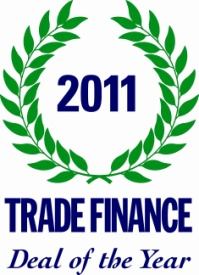 2011
TRADE FINANCE
Deal of the Year